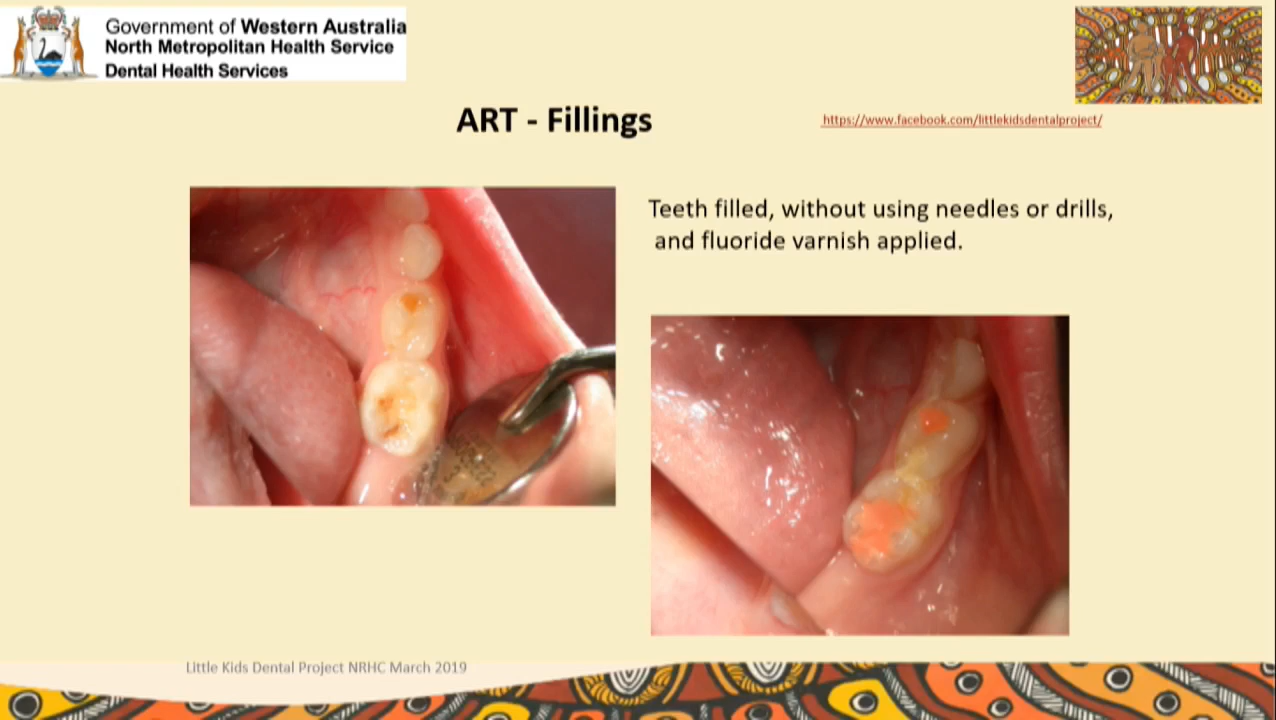 Government of Western Australia
North Metropolitan Health Service
Dental Health Services
ART - Fillings
https://www.facebook.com/littlekidsdentalproject/
Teeth filled, without using needles or drills,
and fluoride varnish applied.
Little Kids Dental Project NRHC March 2019